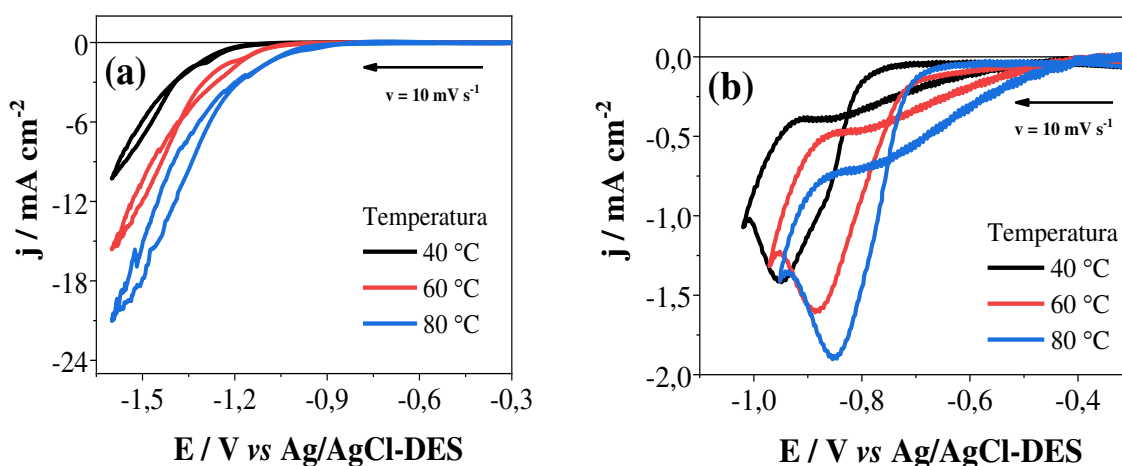 (a)
v = 10 mV s⁻¹
Temperatura
40 °C
60 °C
80 °C
0
-6
-12
-18
-24
j / mA cm⁻²
-1,5 -1,2 -0,9 -0,6 -0,3
E / V vs Ag/AgCl-DES
(b)
v = 10 mV s⁻¹
Temperatura
40 °C
60 °C
80 °C
0,0
-0,5
-1,0
-1,5
-2,0
j / mA cm⁻²
-1,0 -0,8 -0,6 -0,4
E / V vs Ag/AgCl-DES